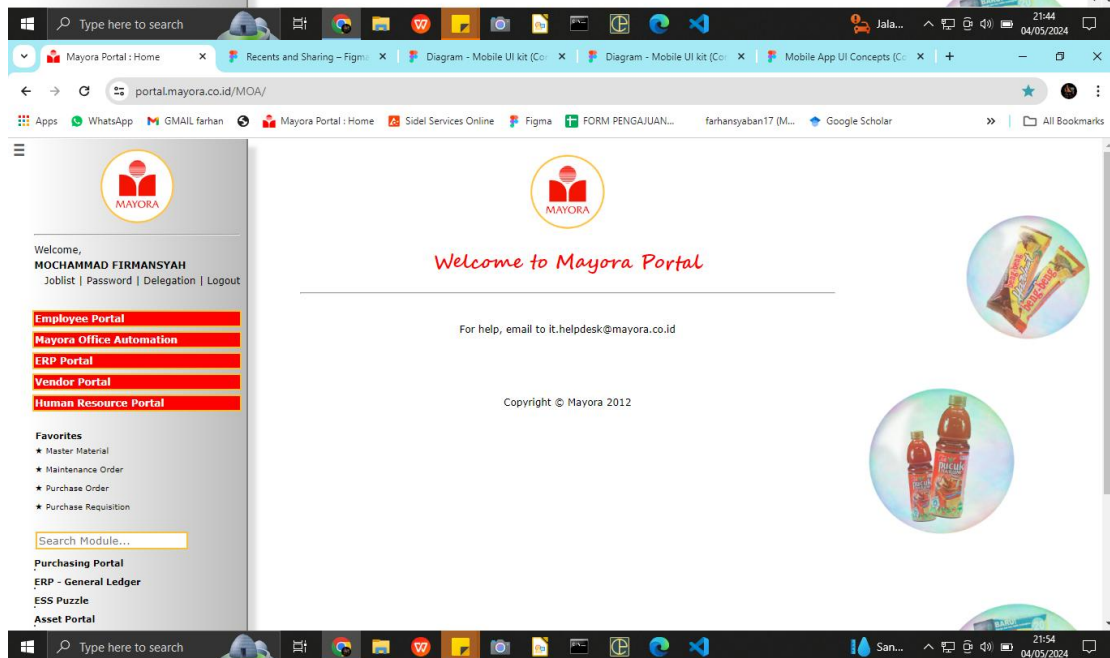 Type here to search
Jala...
21:44
04/05/2024
Mayora Portal : Home
Recents and Sharing – Figma
Diagram - Mobile UI kit (Co
Diagram - Mobile UI kit (Co
Mobile App UI Concepts (Co
portal.mayora.co.id/MOA/
Apps
WhatsApp
GMAIL farhan
Mayora Portal : Home
Sidel Services Online
Figma
FORM PENGAJUAN...
farhansyaban17 (M...
Google Scholar
All Bookmarks
MAYORA
Welcome,
MOCHAMMAD FIRMANSYAH
Joblist | Password | Delegation | Logout
Employee Portal
Mayora Office Automation
ERP Portal
Vendor Portal
Human Resource Portal
Favorites
★ Master Material
★ Maintenance Order
★ Purchase Order
★ Purchase Requisition
Search Module...
Purchasing Portal
ERP - General Ledger
ESS Puzzle
Asset Portal
MAYORA
Welcome to Mayora Portal
For help, email to it.helpdesk@mayora.co.id
Copyright © Mayora 2012
beng-beng
beng-beng
pucuk
pucuk
Type here to search
San...
21:54
04/05/2024